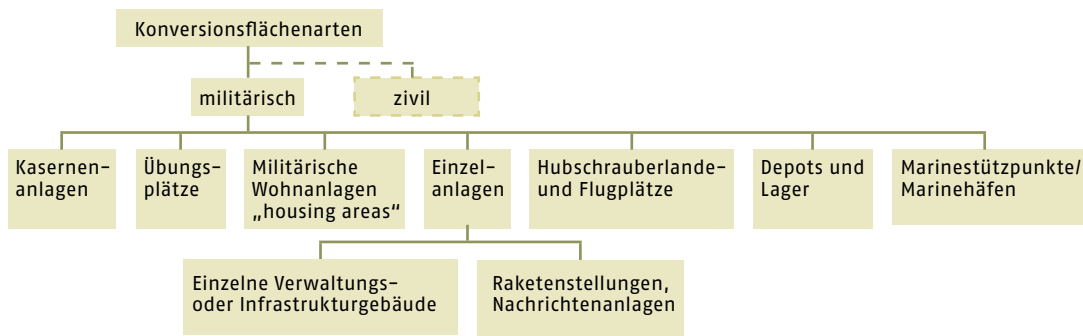 Konversionsflächenarten
militärisch
zivil
Kasernen-
anlagen
Übungs-
plätze
Militärische
Wohnanlagen
„housing areas“
Einzel-
anlagen
Hubschrauberlande-
und Flugplätze
Depots und
Lager
Marinestützpunkte/
Marinehäfen
Einzelne Verwaltungs-
oder Infrastrukturgebäude
Raketenstellungen,
Nachrichtenanlagen